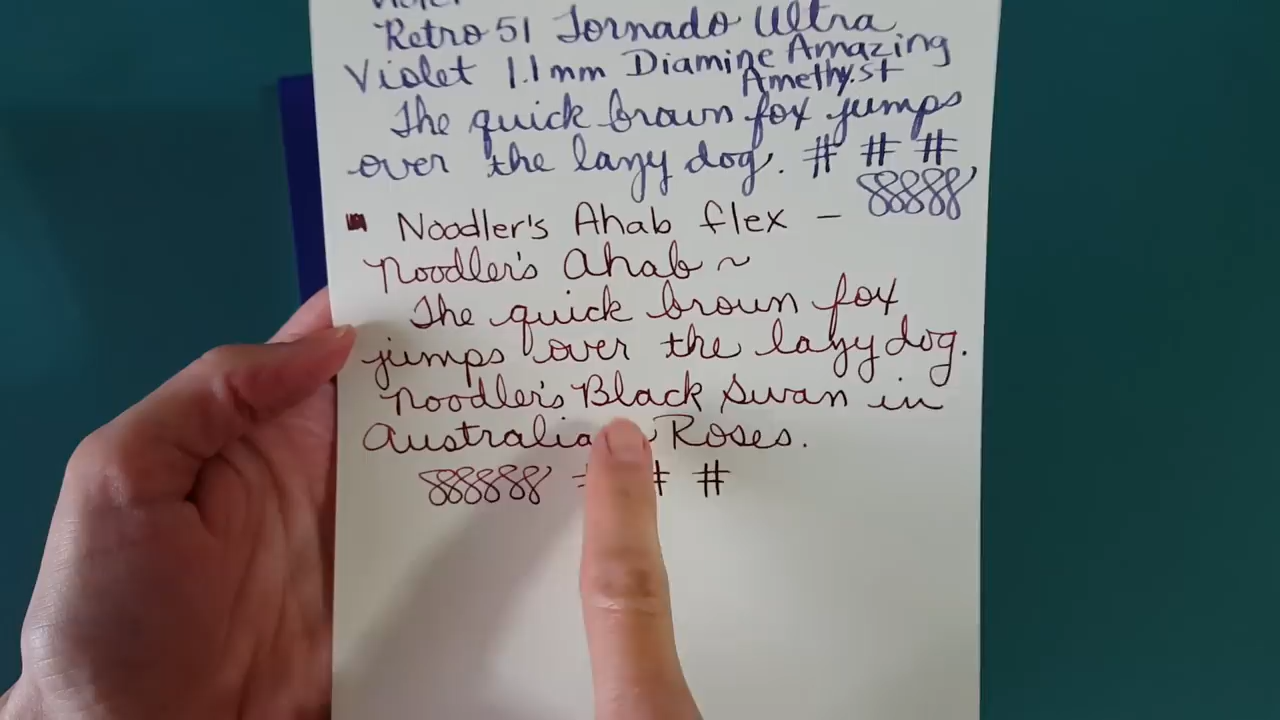 Retro 51 Tornado Ultra
Violet 1.1mm Diamine Amazing
Amethyst
The quick brown fox jumps
over the lazy dog. # # #
88888
Noodler's Ahab flex –
Noodler's Ahab ~
The quick brown fox
jumps over the lazy dog.
Noodler's Black Swan in
Australian Roses.
888888 # # #